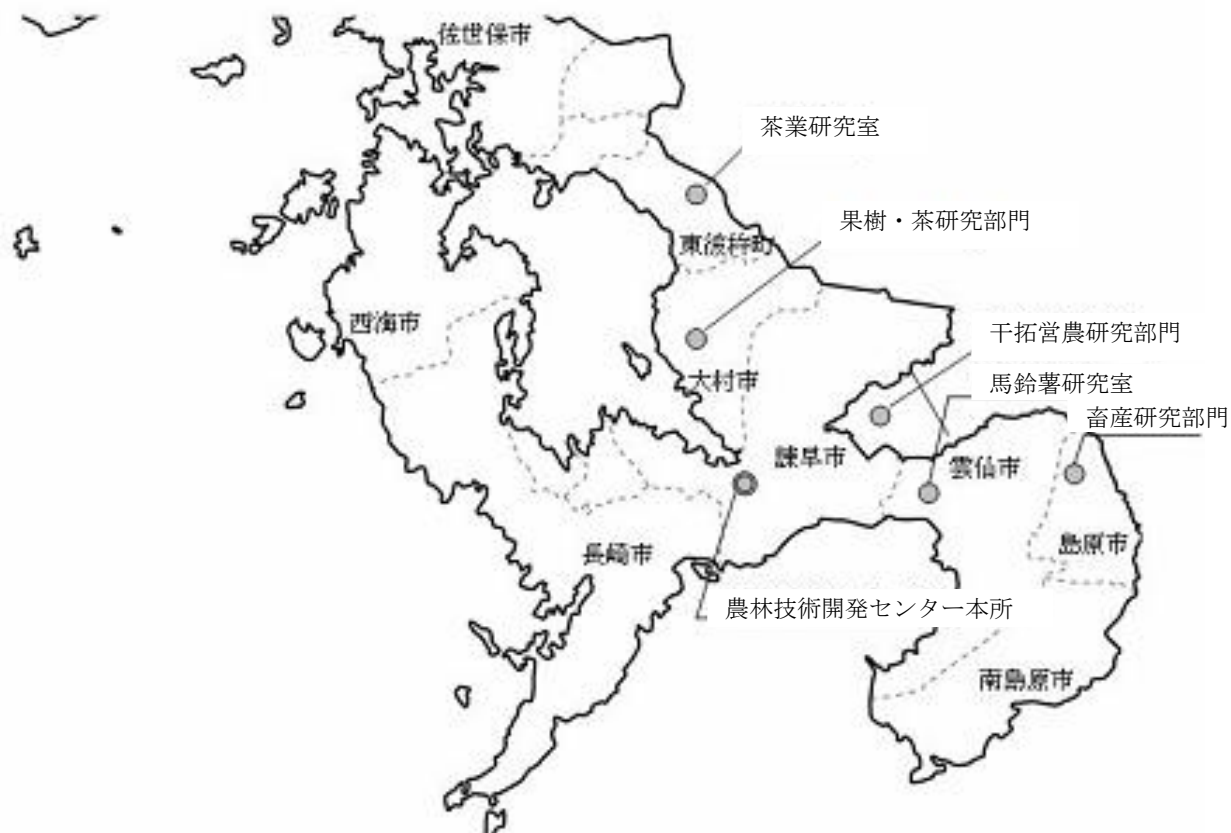 佐世保市
茶業研究室
果樹・茶研究部門
東彼杵町
西海市
干拓営農研究部門
大村市
馬鈴薯研究室
畜産研究部門
諫早市
雲仙市
長崎市
島原市
農林技術開発センター本所
南島原市